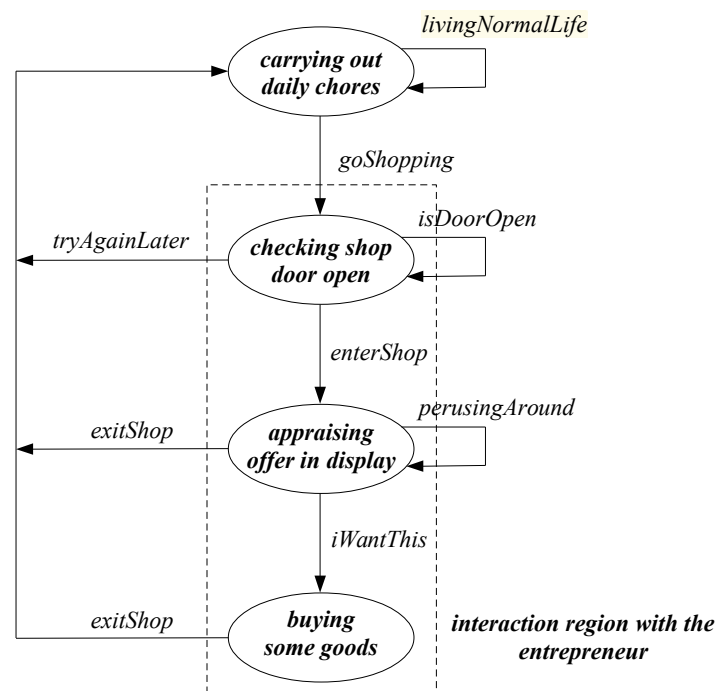 livingNormalLife
carrying out
daily chores
goShopping
isDoorOpen
tryAgainLater
checking shop
door open
enterShop
perusingAround
exitShop
appraising
offer in display
iWantThis
exitShop
buying
some goods
interaction region with the
entrepreneur